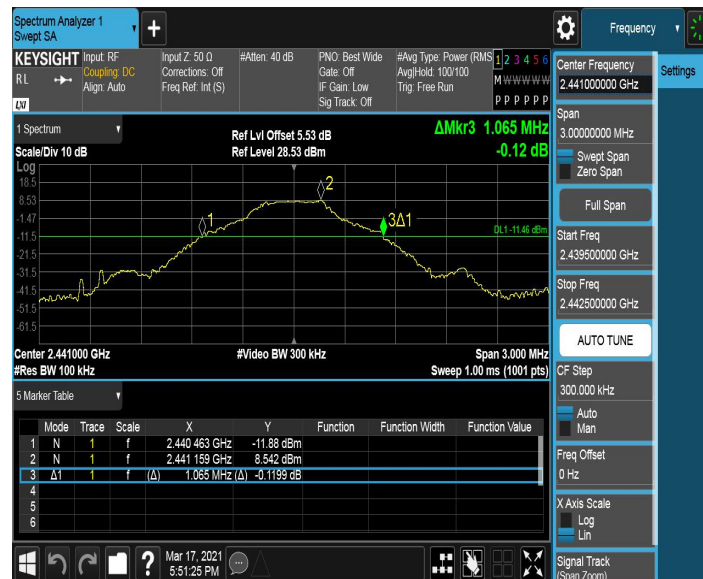 Spectrum Analyzer 1
Swept SA
Frequency
Settings
KEYSIGHT
RL
LXI
Input: RF
Coupling: DC
Align: Auto
Input Z: 50 Ω
Corrections: Off
Freq Ref: Int (S)
#Atten: 40 dB
PNO: Best Wide
Gate: Off
IF Gain: Low
Sig Track: Off
#Avg Type: Power (RMS
Avg|Hold: 100/100
Trig: Free Run
1 2 3 4 5 6
M W W W W W
P P P P P P
1 Spectrum
Scale/Div 10 dB
Ref Lvl Offset 5.53 dB
Ref Level 28.53 dBm
ΔMkr3 1.065 MHz
-0.12 dB
Log
18.5
8.53
-1.47
-11.5
-21.5
-31.5
-41.5
-51.5
-61.5
1
2
3Δ1
DL1 -11.46 dBm
Center 2.441000 GHz
#Video BW 300 kHz
Span 3.000 MHz
#Res BW 100 kHz
Sweep 1.00 ms (1001 pts)
5 Marker Table
Mode Trace Scale X Y Function Function Width Function Value
1 N 1 f 2.440 463 GHz -11.88 dBm
2 N 1 f 2.441 159 GHz 8.542 dBm
3 Δ1 1 f (Δ) 1.065 MHz (Δ) -0.1199 dB
4
5
6
Center Frequency
2.441000000 GHz
Span
3.00000000 MHz
Swept Span
Zero Span
Full Span
Start Freq
2.439500000 GHz
Stop Freq
2.442500000 GHz
AUTO TUNE
CF Step
300.000 kHz
Auto
Man
Freq Offset
0 Hz
X Axis Scale
Log
Lin
Signal Track
(Span Zoom)
?
Mar 17, 2021
5:51:25 PM